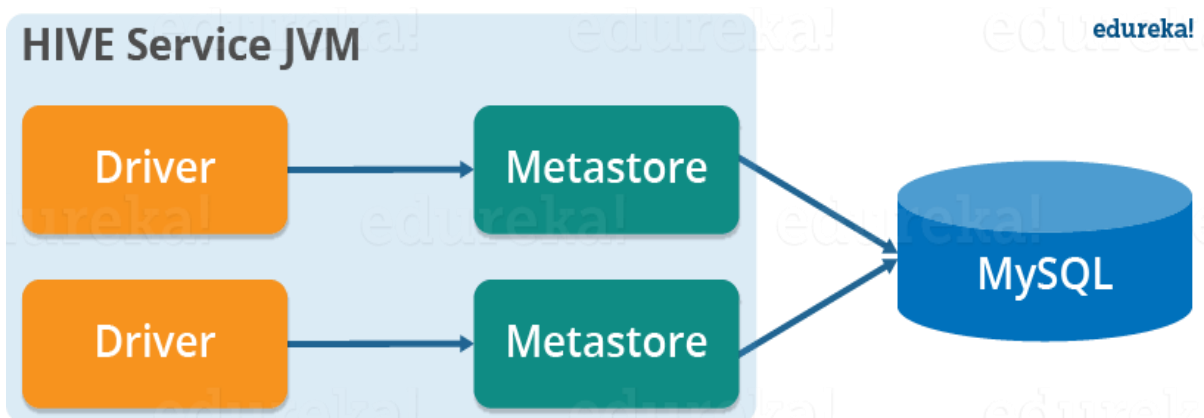 HIVE Service JVM
edureka!
Driver
Metastore
MySQL
Driver
Metastore